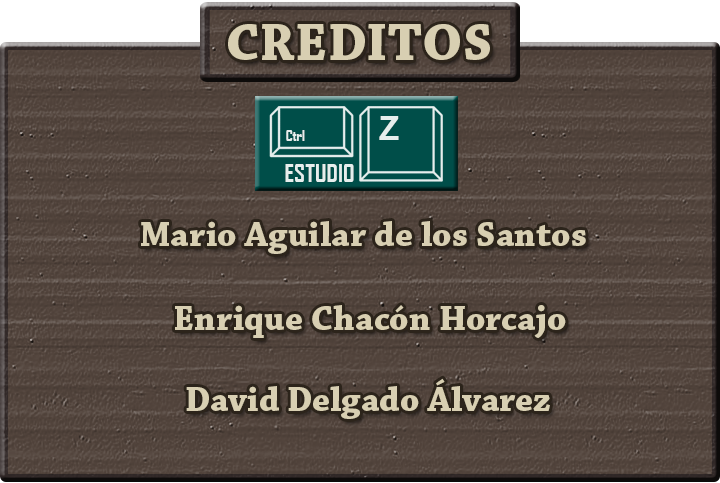 CREDITOS
Ctrl
Z
ESTUDIO
Mario Aguilar de los Santos
Enrique Chacón Horcajo
David Delgado Álvarez